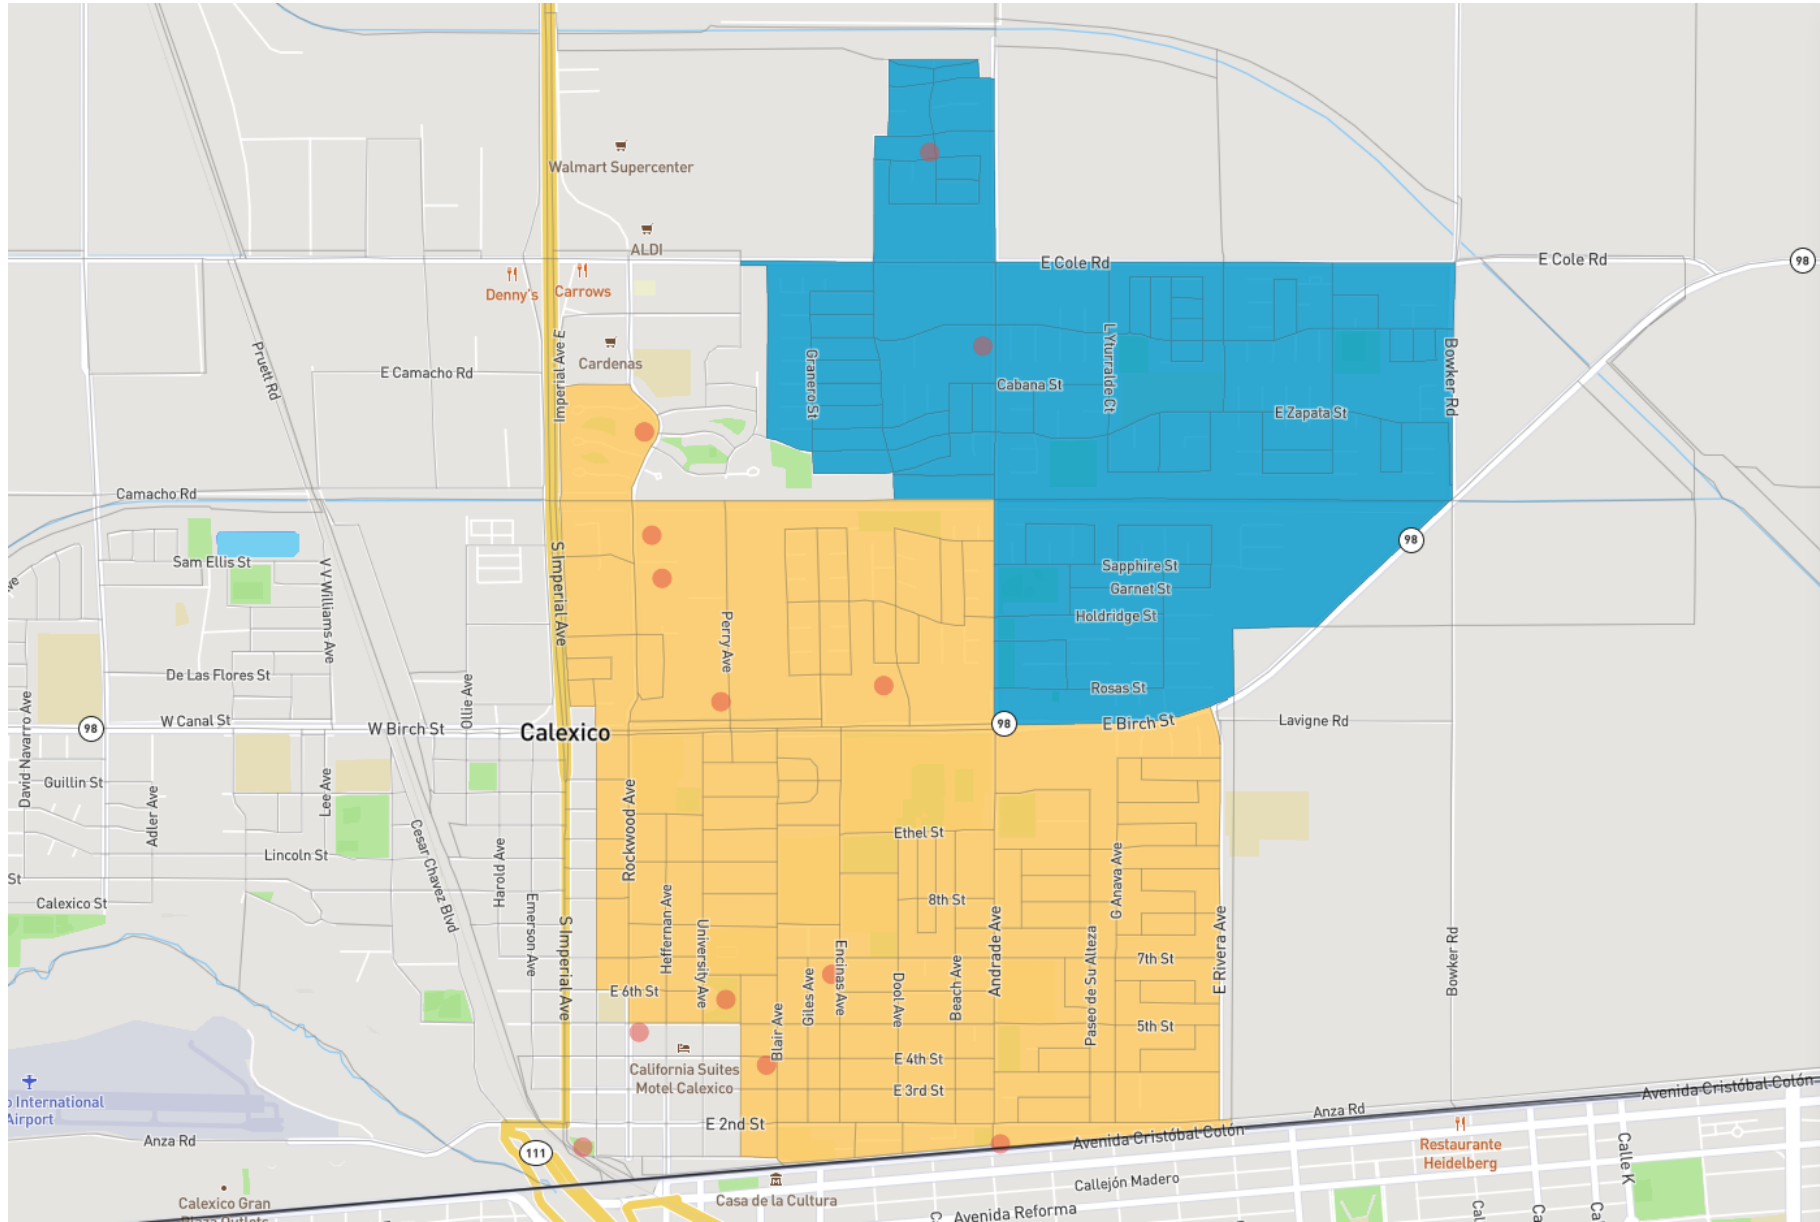 Walmart Supercenter
ALDI
E Cole Rd
E Cole Rd
98
Denny's
Carrows
Imperial Ave E
Pruett Rd
Cardenas
E Camacho Rd
Granero St
Cabana St
L Yturralde Ct
E Zapata St
Bowker Rd
Camacho Rd
98
Sam Ellis St
V V Williams Ave
S Imperial Ave
Sapphire St
Garnet St
Holdridge St
Perry Ave
De Las Flores St
Ollie Ave
Rosas St
David Navarro Ave
W Canal St
98
W Birch St
Calexico
98
E Birch St
Lavigne Rd
Guillin St
Lee Ave
Adler Ave
Rockwood Ave
Ethel St
Lincoln St
Cesar Chavez Blvd
Harold Ave
St
Calexico St
8th St
G Anaya Ave
Emerson Ave
S Imperial Ave
Heffernan Ave
University Ave
Encinas Ave
Andrade Ave
Beach Ave
Dool Ave
Giles Ave
Paseo de Su Alteza
7th St
E Rivera Ave
Bowker Rd
E 6th St
5th St
Blair Ave
E 4th St
California Suites
Motel Calexico
E 3rd St
o International
Airport
E 2nd St
Anza Rd
Anza Rd
Avenida Cristóbal Colón
Avenida Cristóbal Colón
111
Restaurante
Heidelberg
Calle K
Callejón Madero
Casa de la Cultura
Calexico Gran
Plaza Outlets
Avenida Reforma
Cal
Ca
Ca